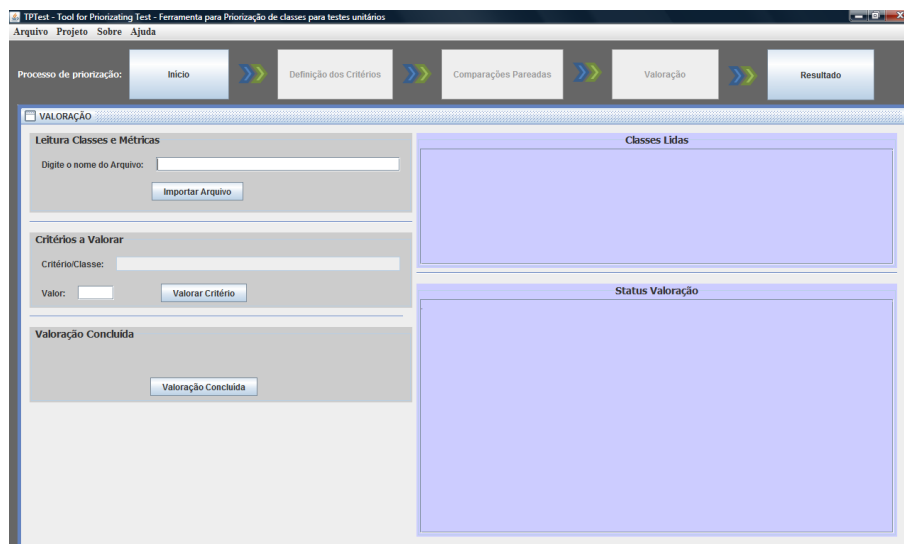 TPTest - Tool for Priorizating Test - Ferramenta para Priorização de classes para testes unitários
Arquivo Projeto Sobre Ajuda
Processo de priorização:
Início
Definição dos Critérios
Comparações Pareadas
Valoração
Resultado
VALORAÇÃO
Leitura Classes e Métricas
Digite o nome do Arquivo:
Importar Arquivo
Critérios a Valorar
Critério/Classe:
Valor:
Valorar Critério
Valoração Concluída
Valoração Concluída
Classes Lidas
Status Valoração